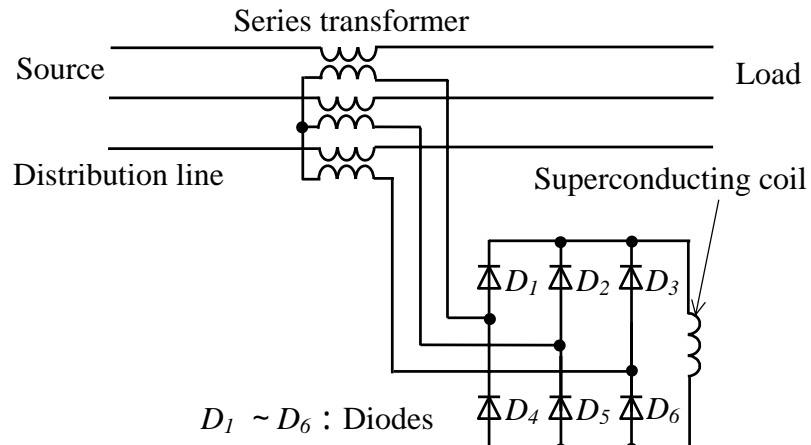 Series transformer
Source
Load
Distribution line
Superconducting coil
D1 D2 D3
D1 ~ D6 : Diodes
D4 D5 D6